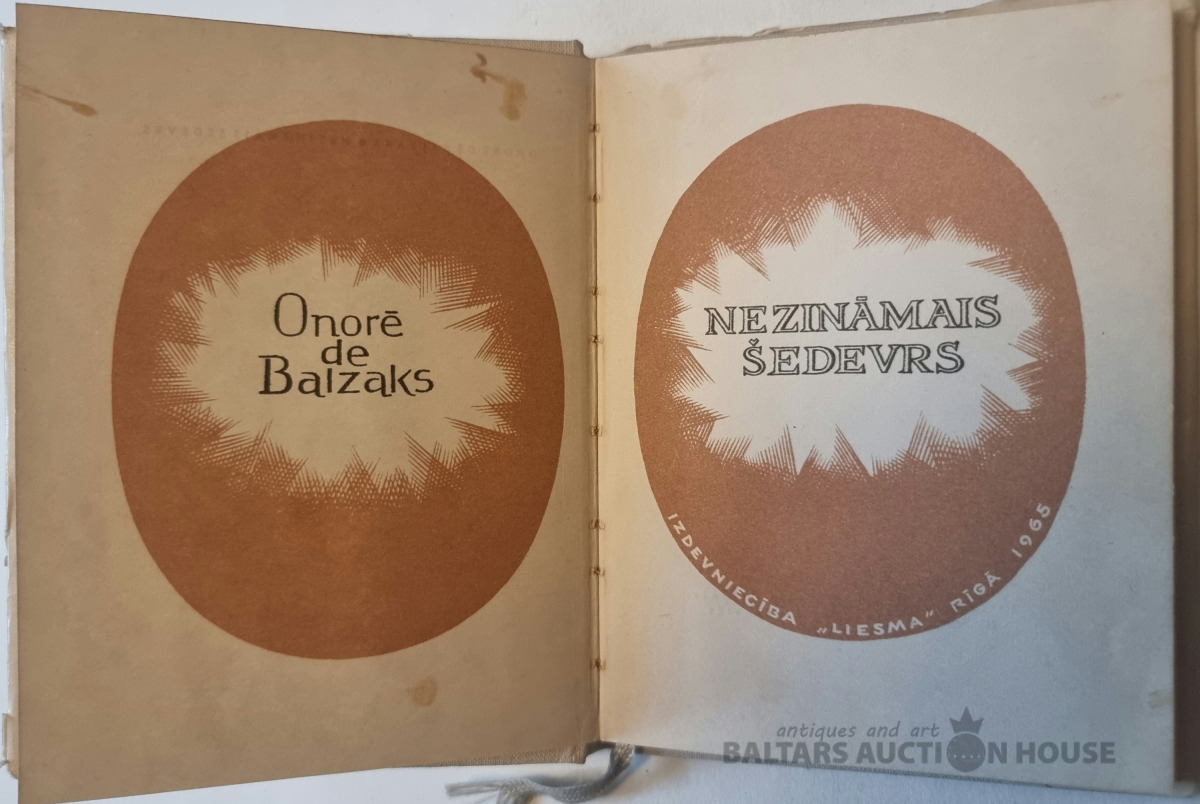 Onorē
de
Balzaks
NEZINĀMAIS
ŠEDEVRS
IZDEVNIECĪBA „LIESMA” RĪGĀ 1965
antiques and art
BALTARS AUCTION HOUSE